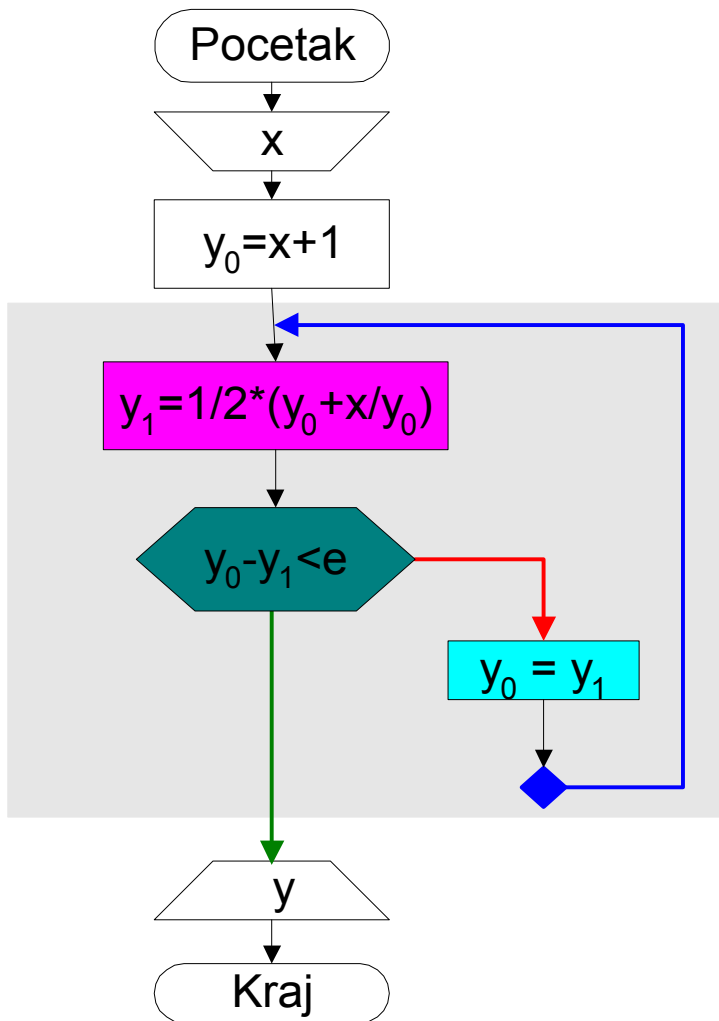 Pocetak
x
y₀=x+1
y₁=1/2*(y₀+x/y₀)
y₀-y₁<e
y₀ = y₁
y
Kraj